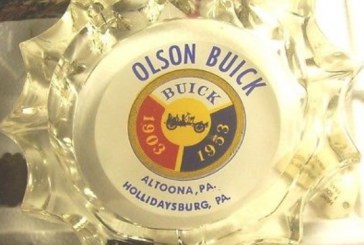 OLSON BUICK
BUICK
1903 1953
ALTOONA, PA.
HOLLIDAYSBURG, PA.